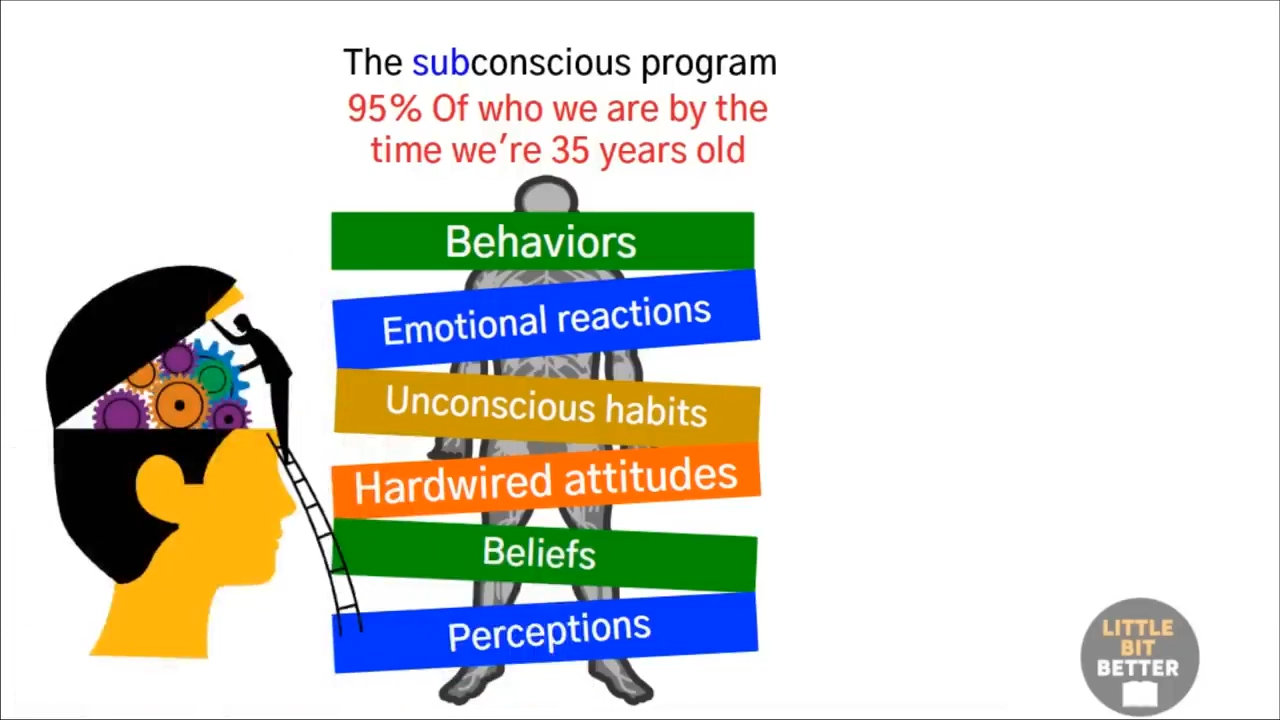 The subconscious program
95% Of who we are by the
time we’re 35 years old
Behaviors
Emotional reactions
Unconscious habits
Hardwired attitudes
Beliefs
Perceptions
LITTLE
BIT
BETTER